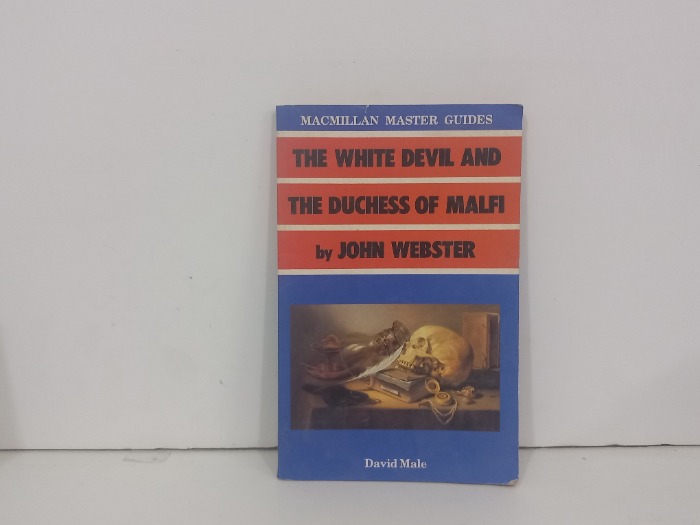 MACMILLAN MASTER GUIDES
THE WHITE DEVIL AND
THE DUCHESS OF MALFI
by JOHN WEBSTER
David Male